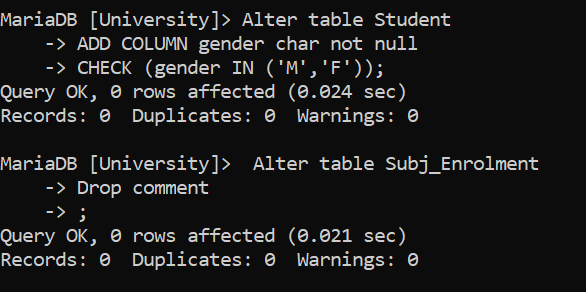 MariaDB [University]> Alter table Student
    -> ADD COLUMN gender char not null
    -> CHECK (gender IN ('M','F'));
Query OK, 0 rows affected (0.024 sec)
Records: 0  Duplicates: 0  Warnings: 0

MariaDB [University]>  Alter table Subj_Enrolment
    -> Drop comment
    -> ;
Query OK, 0 rows affected (0.021 sec)
Records: 0  Duplicates: 0  Warnings: 0